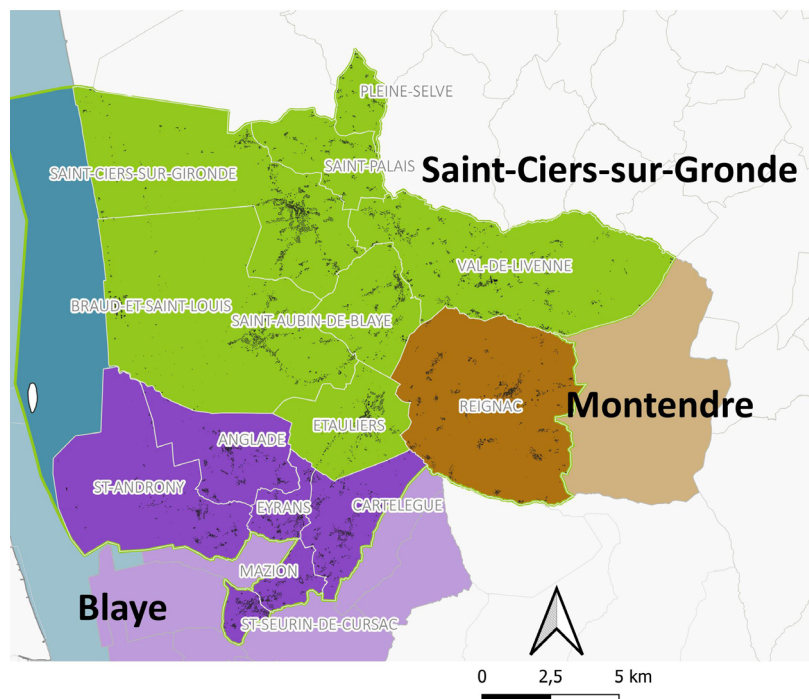 PLEINE-SELVE
SAINT-PALAIS
Saint-Ciers-sur-Gronde
SAINT-CIERS-SUR-GIRONDE
VAL-DE-LIVENNE
BRAUD-ET-SAINT-LOUIS
SAINT-AUBIN-DE-BLAYE
REIGNAC
Montendre
ETAULIERS
ANGLADE
ST-ANDRONY
EYRANS
CARTELEGUE
MAZION
Blaye
ST-SEURIN-DE-CURSAC
0 2,5 5 km